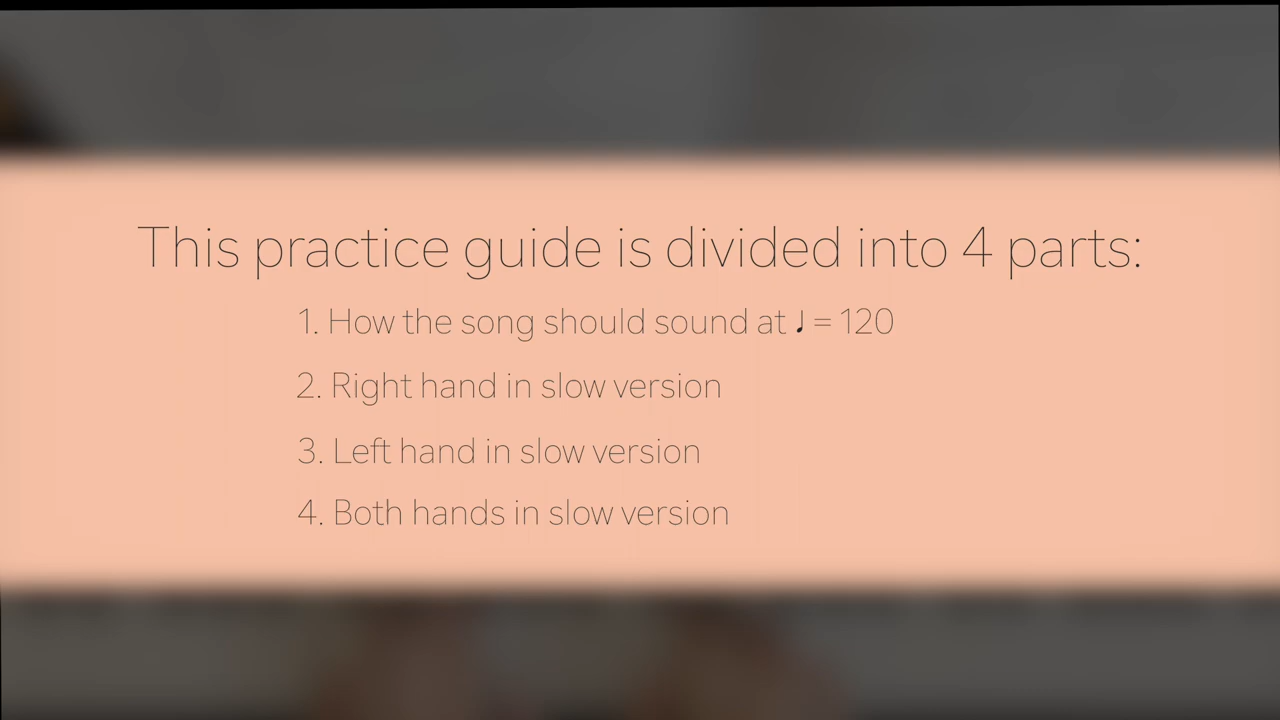 This practice guide is divided into 4 parts:
1. How the song should sound at ♩ = 120
2. Right hand in slow version
3. Left hand in slow version
4. Both hands in slow version